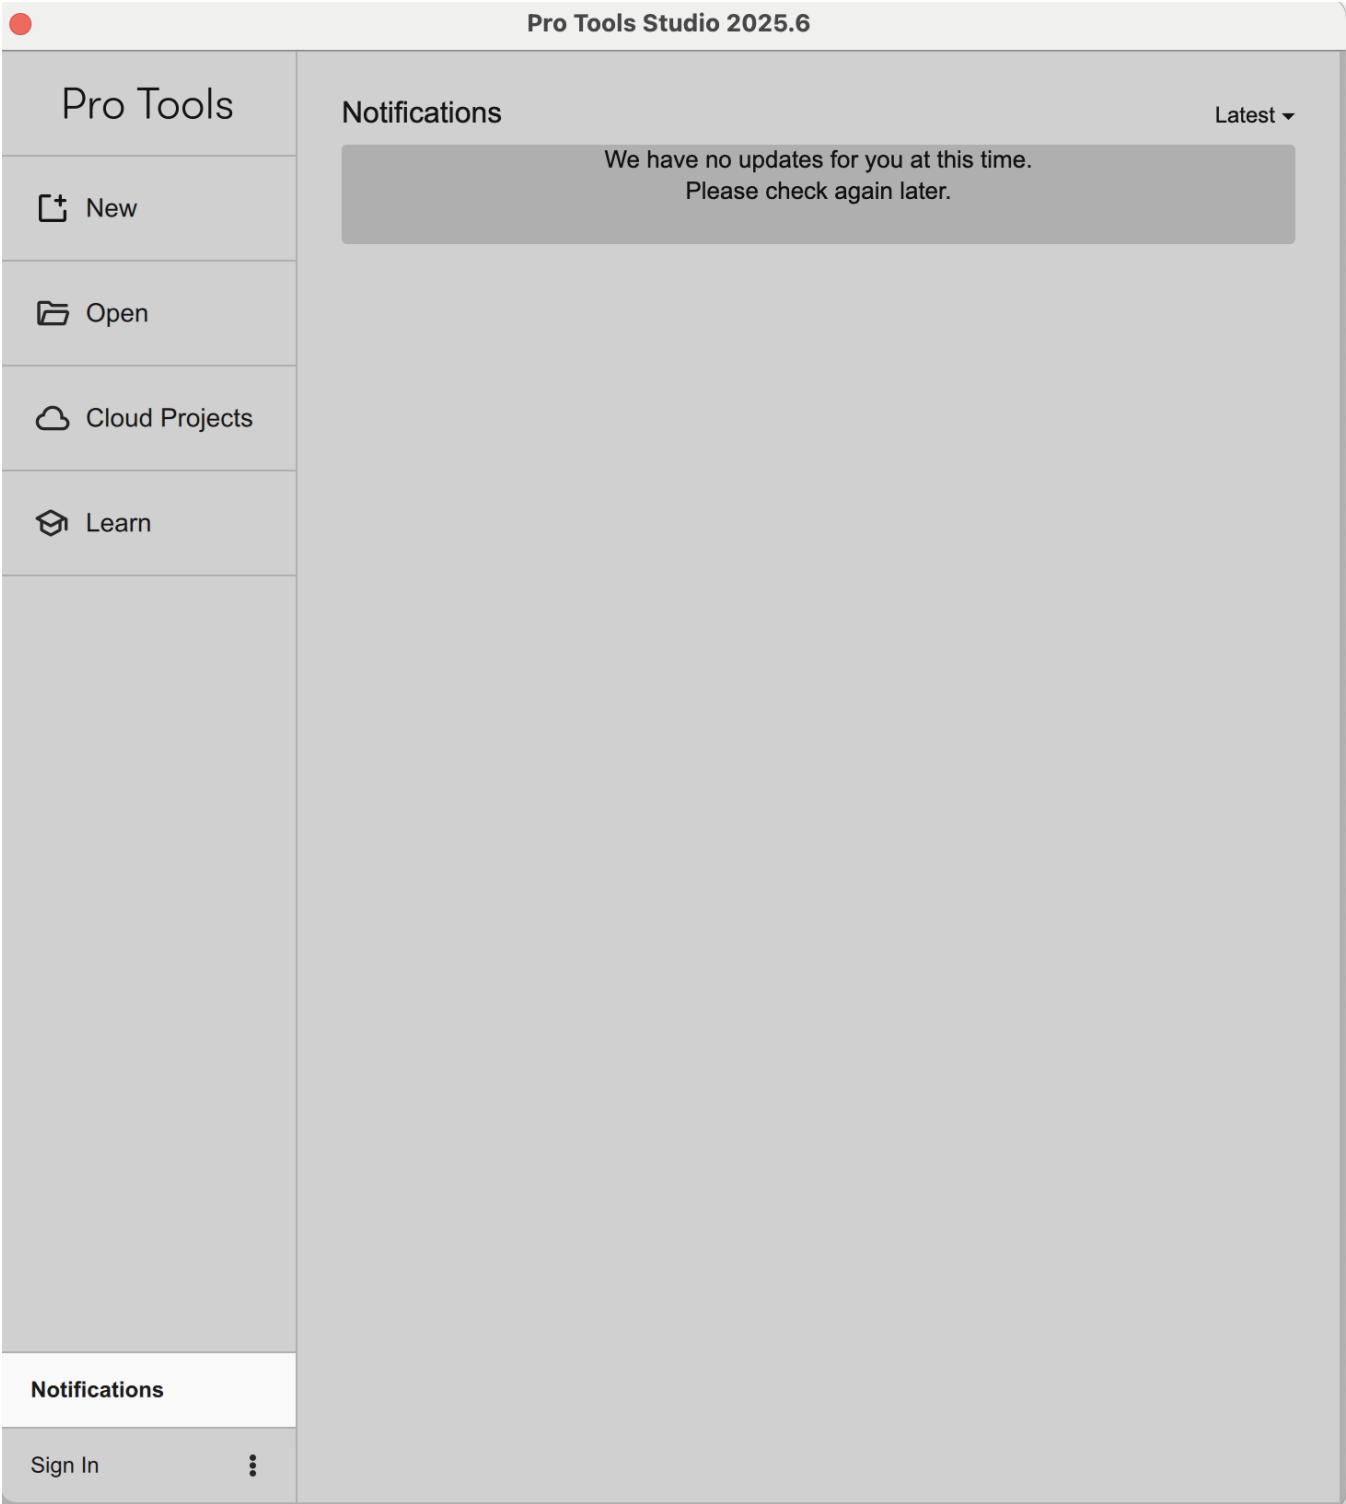 Pro Tools Studio 2025.6
Pro Tools
New
Open
Cloud Projects
Learn
Notifications
Sign In
Notifications
Latest
We have no updates for you at this time.
Please check again later.